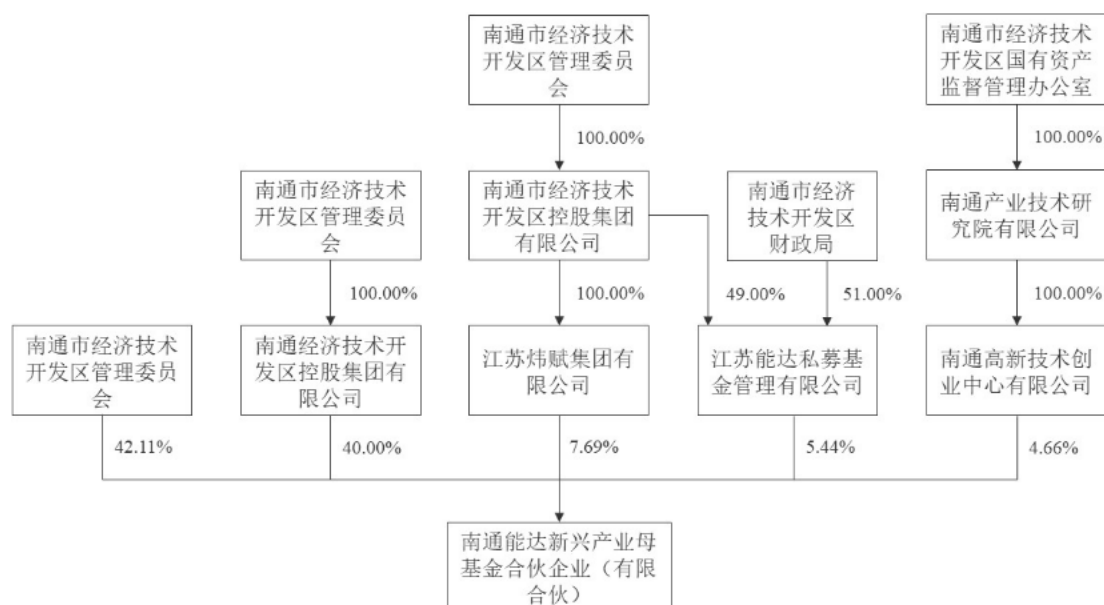 南通市经济技术
开发区管理委员
会
南通市经济技术
开发区国有资产
监督管理办公室
100.00%
100.00%
南通市经济技术
开发区管理委员
会
南通市经济技术
开发区控股集团
有限公司
南通市经济
技术开发区
财政局
南通产业技术研
究院有限公司
100.00%
100.00%
49.00%
51.00%
100.00%
南通市经济技术
开发区管理委员
会
南通经济技术开
发区控股集团有
限公司
江苏炜赋集团有
限公司
江苏能达私募基
金管理有限公司
南通高新技术创
业中心有限公司
42.11%
40.00%
7.69%
5.44%
4.66%
南通能达新兴产业母
基金合伙企业（有限
合伙）